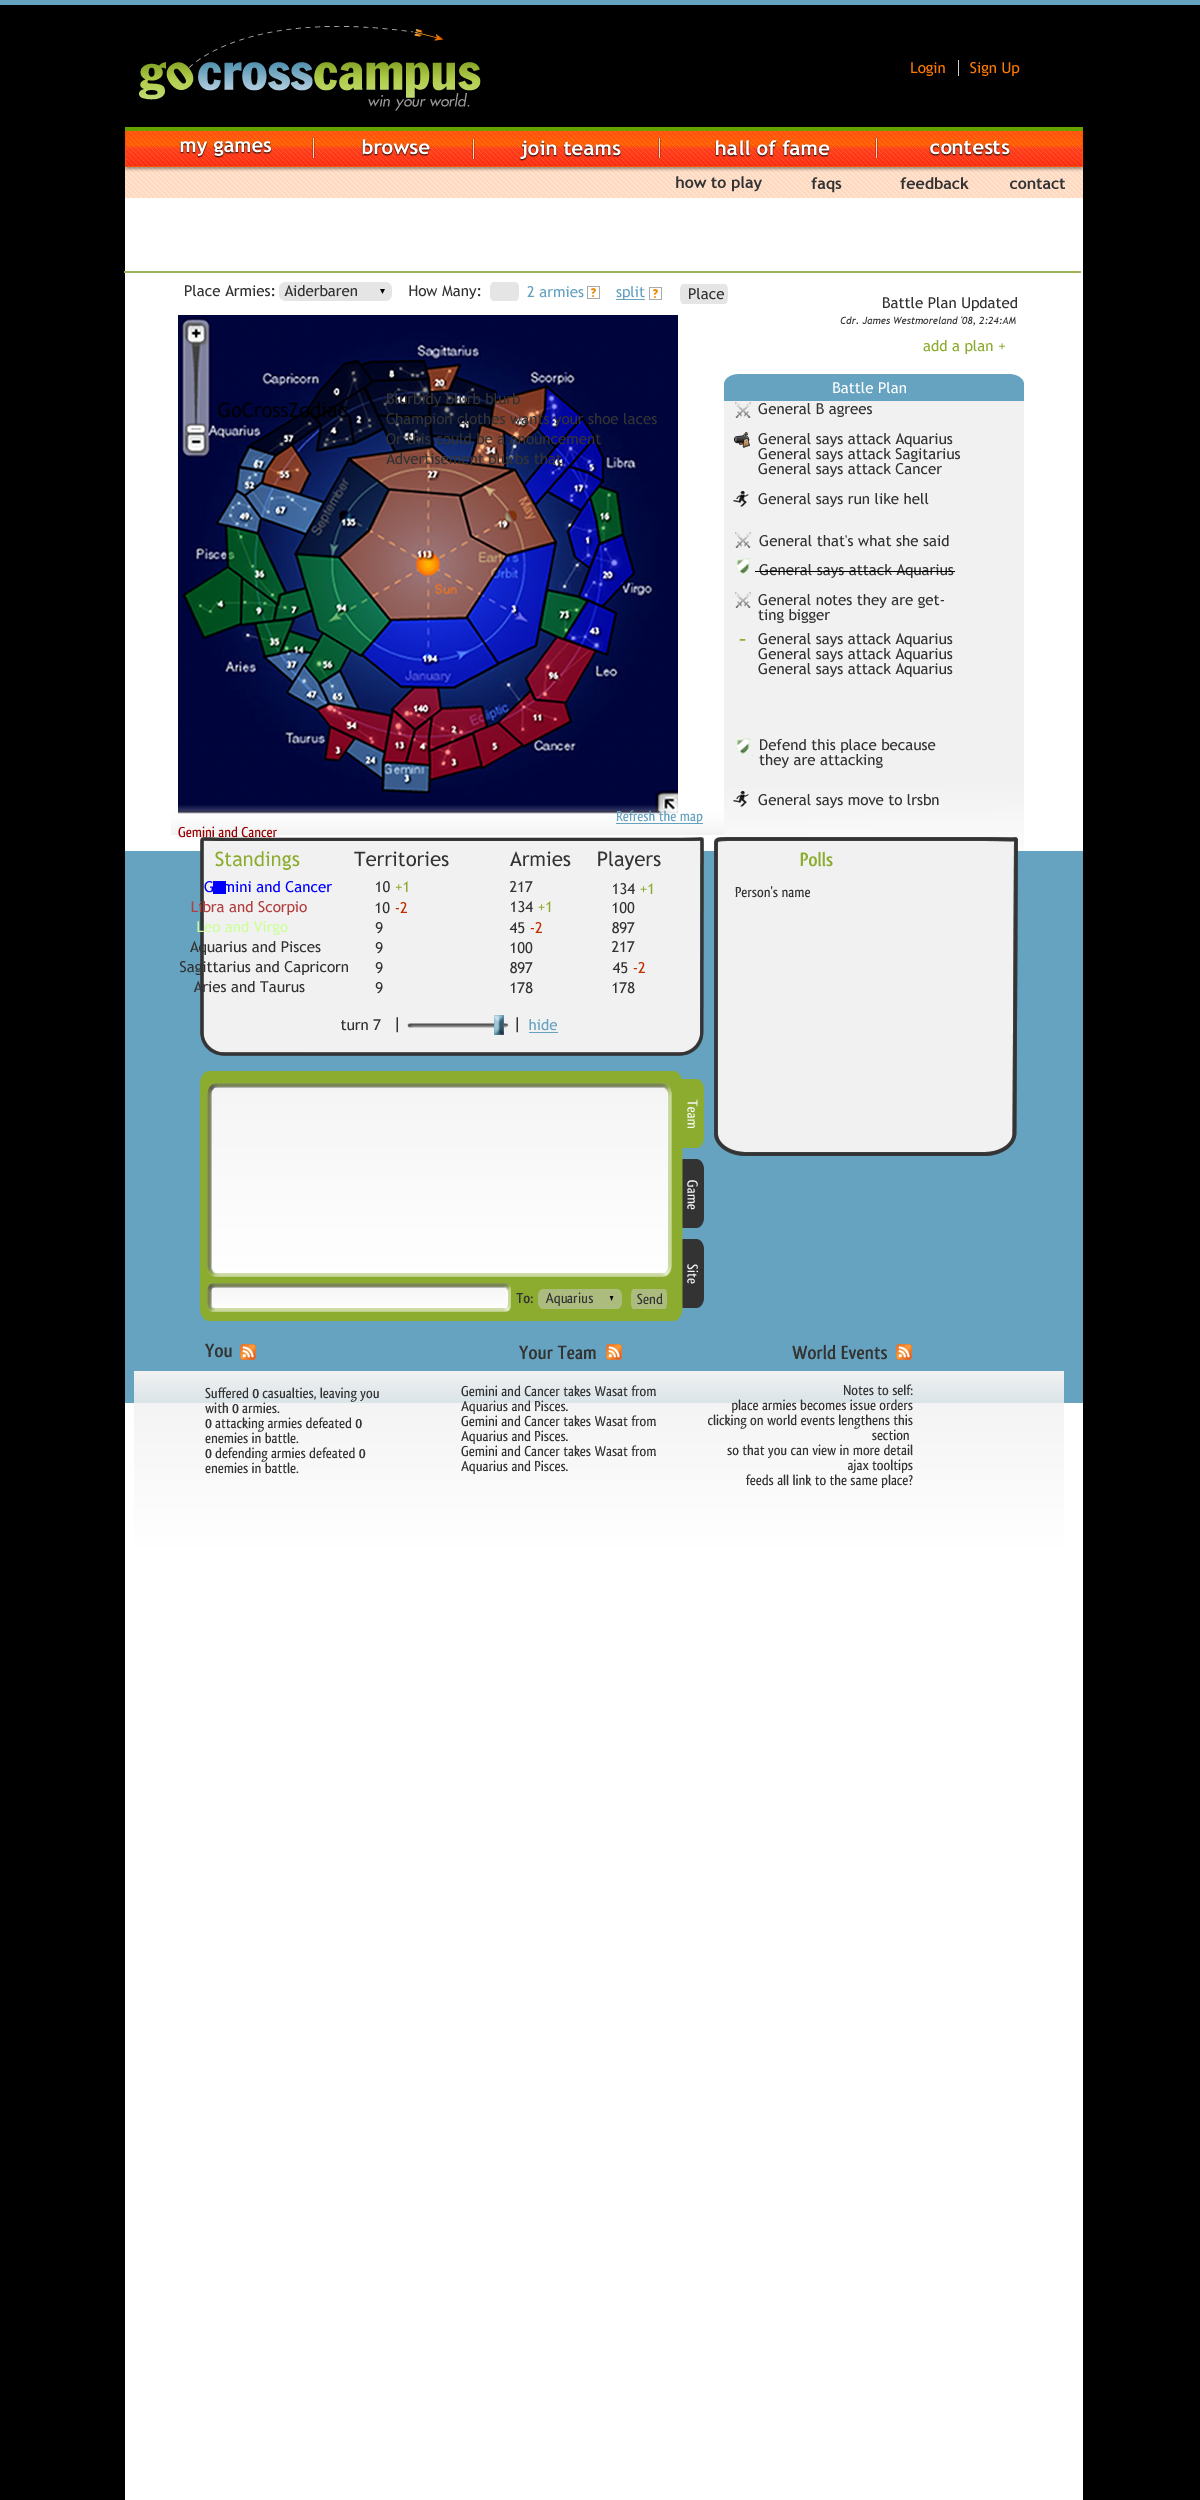 gocrosscampus
win your world.
Login | Sign Up
my games
browse
join teams
hall of fame
contests
how to play
faqs
feedback
contact
Place Armies: Aiderbaren
How Many:
2 armies ?
split ?
Place
Battle Plan Updated
Cdr. James Westmoreland '08, 2:24:AM
add a plan +
Sagittarius
Capricorn
Scorpio
Aquarius
Libra
Pisces
Virgo
Aries
Leo
Taurus
Cancer
Gemini
GoCrossZodiac
Blurbidy blurb blurb
Champion clothes wants your shoe laces
Or this could be a
Advertisement
September
May
Earth's
Orbit
Sun
January
Ecliptic
0
8
20
57
4
2
27
67
55
52
49
67
135
113
19
34
5
17
16
1
20
36
4
9
7
94
3
73
43
35
14
37
56
47
65
194
96
140
54
11
3
24
13
4
2
5
3
3
Refresh the map
Gemini and Cancer
Battle Plan
General B agrees
General says attack Aquarius
General says attack Sagitarius
General says attack Cancer
General says run like hell
General that's what she said
General says attack Aquarius
General notes they are get-
ting bigger
- General says attack Aquarius
General says attack Aquarius
General says attack Aquarius
Defend this place because
they are attacking
General says move to lrsbn
Standings Territories Armies Players
Gemini and Cancer 10 +1 217 134 +1
Libra and Scorpio 10 -2 134 +1 100
Leo and Virgo 9 45 -2 897
Aquarius and Pisces 9 100 217
Sagittarius and Capricorn 9 897 45 -2
Aries and Taurus 9 178 178
turn 7 | | hide
Polls
Person's name
Team
Game
Site
To: Aquarius Send
You
Suffered 0 casualties, leaving you
with 0 armies.
0 attacking armies defeated 0
enemies in battle.
0 defending armies defeated 0
enemies in battle.
Your Team
Gemini and Cancer takes Wasat from
Aquarius and Pisces.
Gemini and Cancer takes Wasat from
Aquarius and Pisces.
Gemini and Cancer takes Wasat from
Aquarius and Pisces.
World Events
Notes to self:
place armies becomes issue orders
clicking on world events lengthens this
section
so that you can view in more detail
ajax tooltips
feeds all link to the same place?